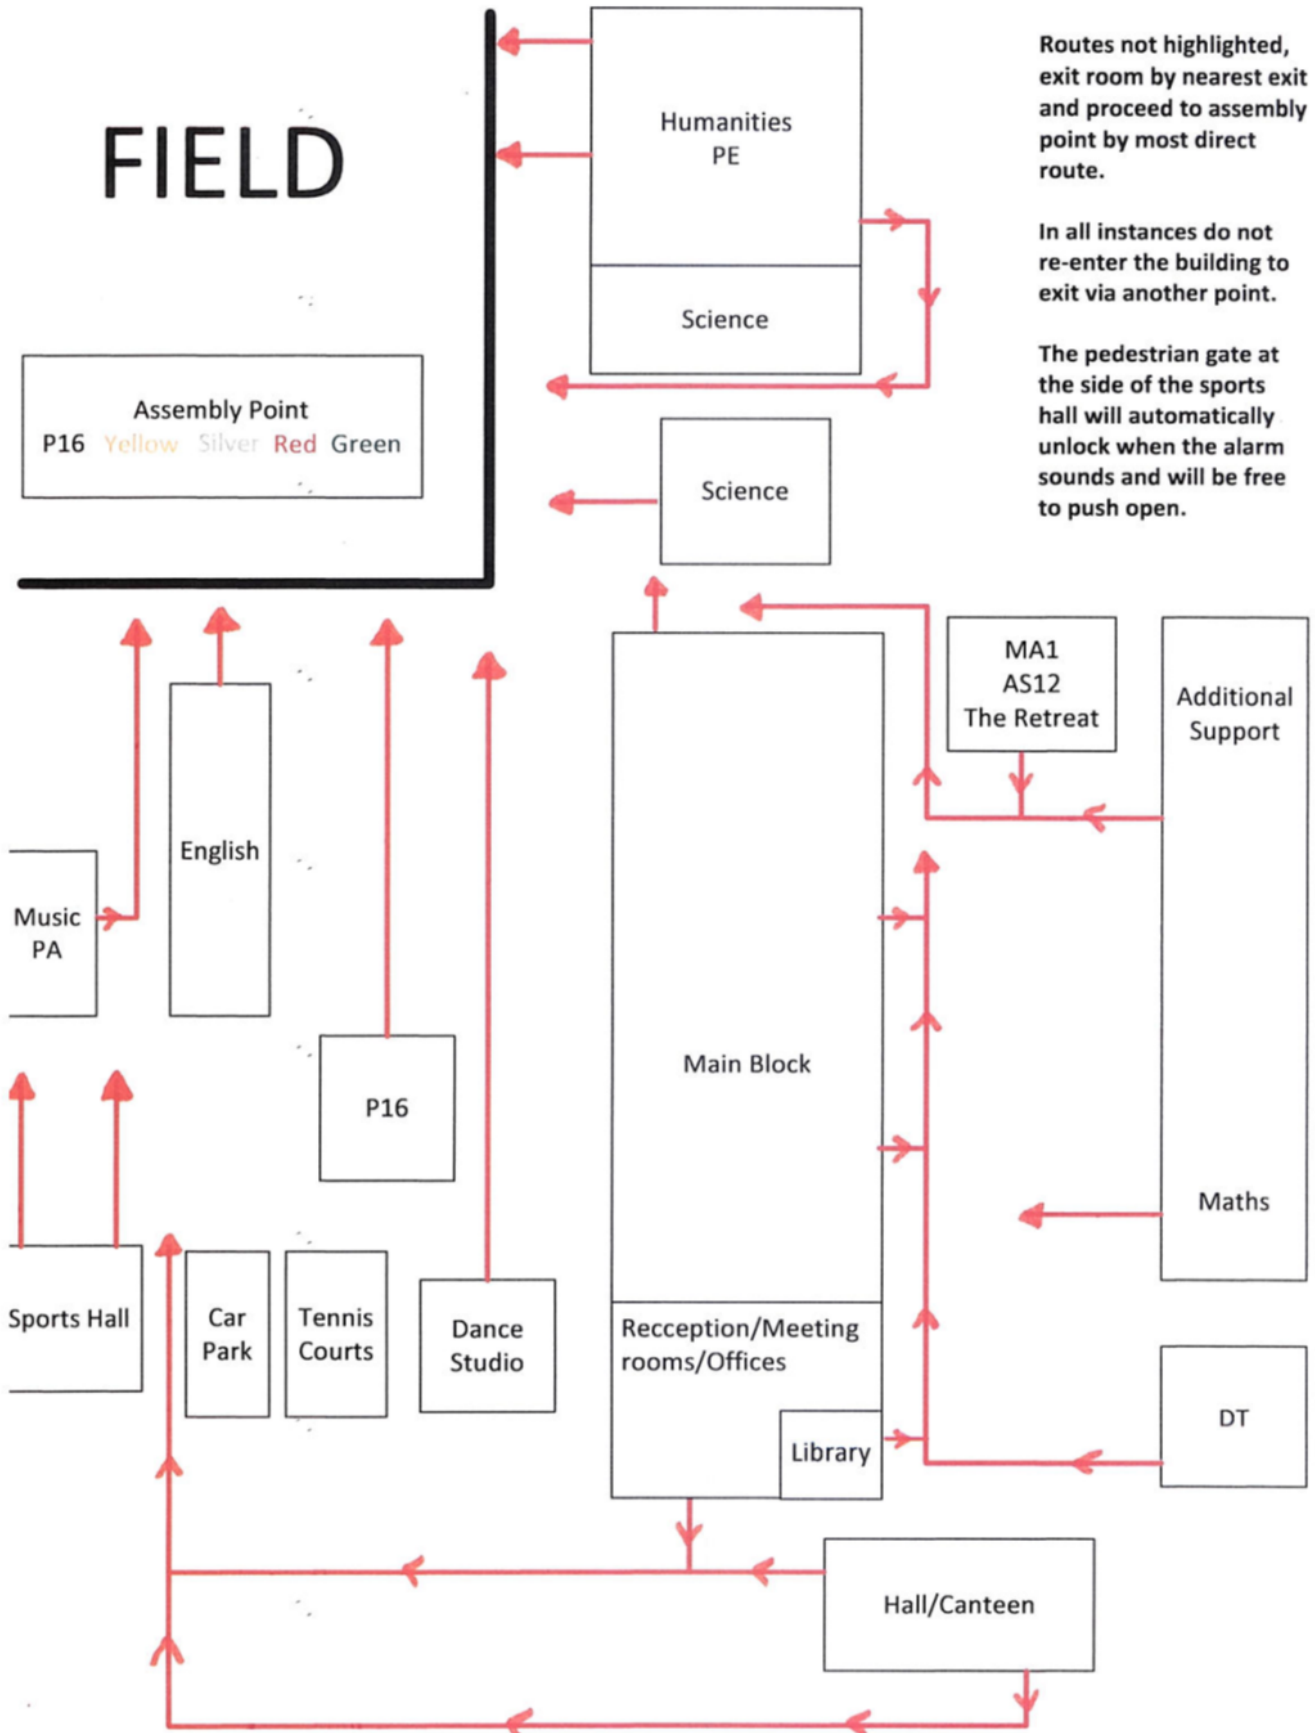 FIELD
Assembly Point
P16 Yellow Silver Red Green
Humanities
PE
Science
Science
Routes not highlighted,
exit room by nearest exit
and proceed to assembly
point by most direct
route.
In all instances do not
re-enter the building to
exit via another point.
The pedestrian gate at
the side of the sports
hall will automatically
unlock when the alarm
sounds and will be free
to push open.
MA1
AS12
The Retreat
Additional
Support
Maths
English
Music
PA
P16
Main Block
Sports Hall
Car
Park
Tennis
Courts
Dance
Studio
Recception/Meeting
rooms/Offices
Library
DT
Hall/Canteen